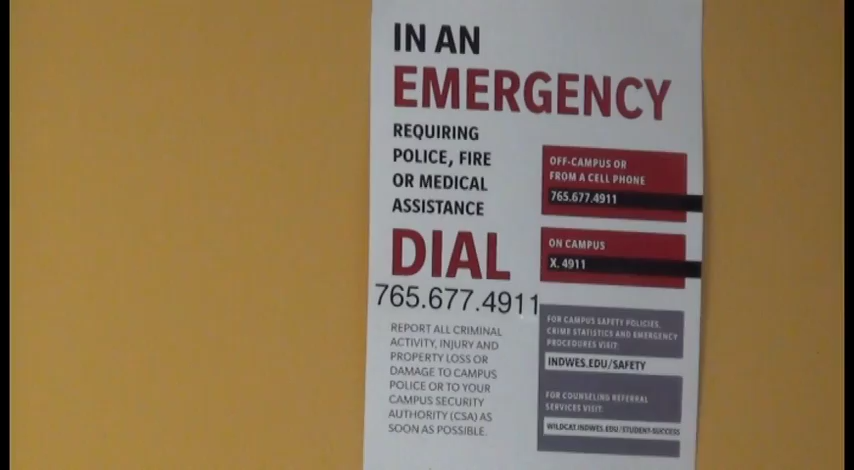 IN AN
EMERGENCY
REQUIRING
POLICE, FIRE
OR MEDICAL
ASSISTANCE
DIAL
765.677.4911
REPORT ALL CRIMINAL
ACTIVITY, INJURY AND
PROPERTY LOSS OR
DAMAGE TO CAMPUS
POLICE OR TO YOUR
CAMPUS SECURITY
AUTHORITY (CSA) AS
SOON AS POSSIBLE.
OFF-CAMPUS OR
FROM A CELL PHONE
765.677.4911
ON CAMPUS
X. 4911
FOR CAMPUS SAFETY POLICIES,
CRIME STATISTICS AND EMERGENCY
PROCEDURES VISIT:
INDWES.EDU/SAFETY
FOR COUNSELING REFERRAL
SERVICES VISIT:
WILDCAT.INDWES.EDU/STUDENT-SUCCESS